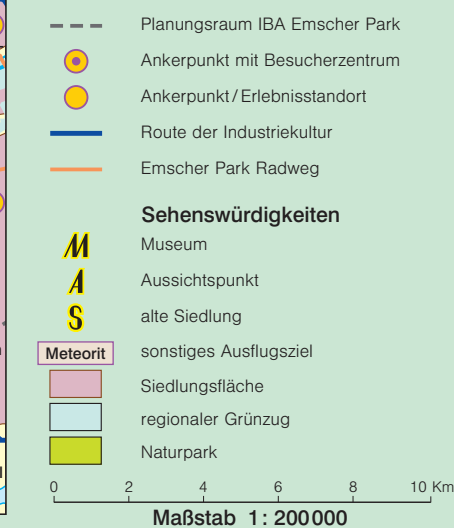 Planungsraum IBA Emscher Park
Ankerpunkt mit Besucherzentrum
Ankerpunkt/Erlebnisstandort
Route der Industriekultur
Emscher Park Radweg
Sehenswürdigkeiten
M Museum
A Aussichtspunkt
S alte Siedlung
Meteorit sonstiges Ausflugsziel
Siedlungsfläche
regionaler Grünzug
Naturpark
0 2 4 6 8 10 Km
Maßstab 1:200000